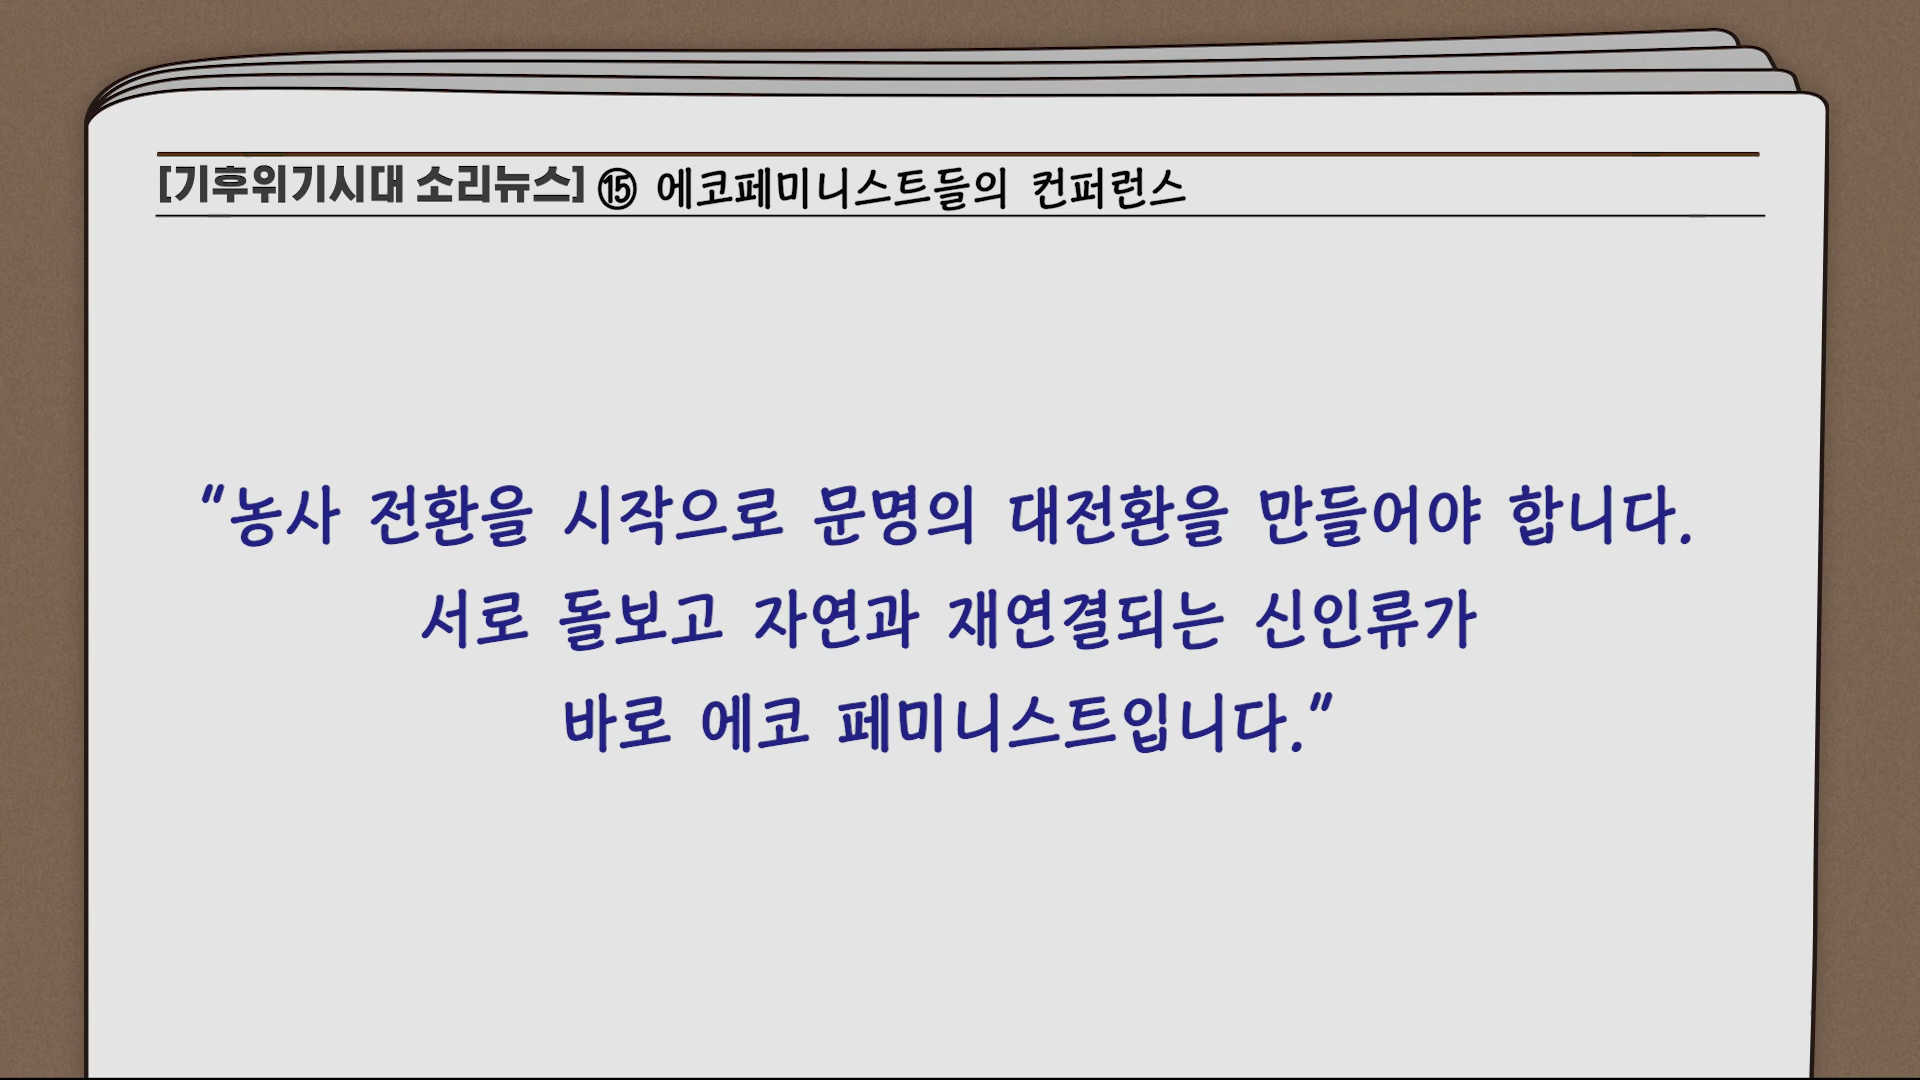 [기후위기시대 소리뉴스] ⑮ 에코페미니스트들의 컨퍼런스
"농사 전환을 시작으로 문명의 대전환을 만들어야 합니다.
서로 돌보고 자연과 재연결되는 신인류가
바로 에코 페미니스트입니다."